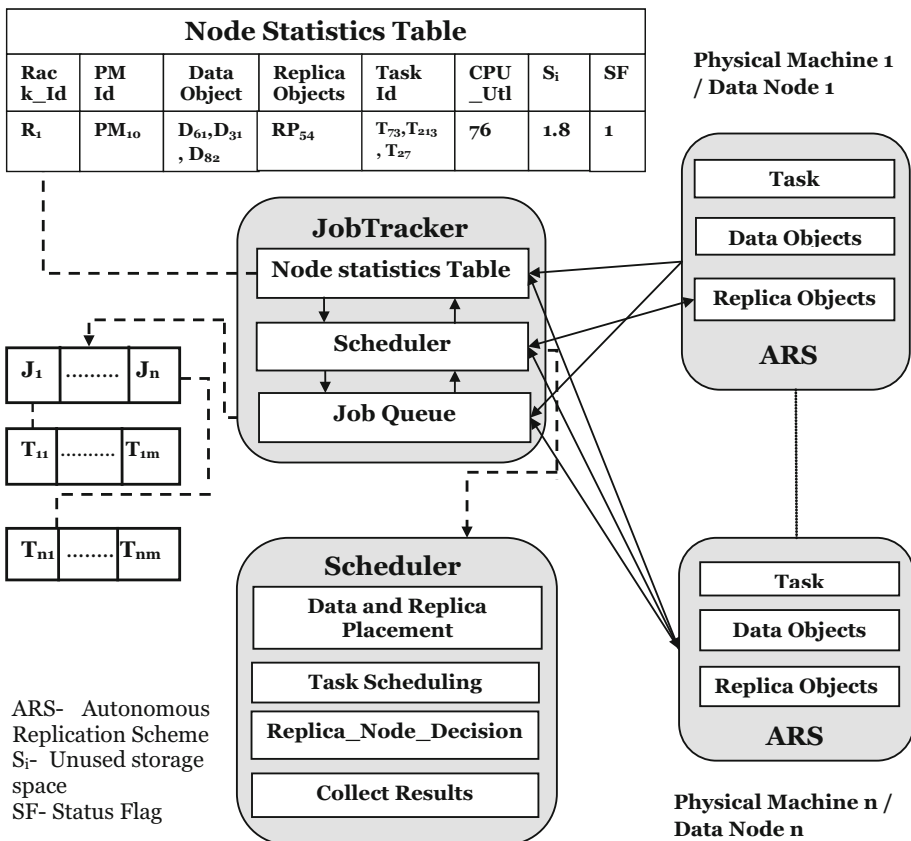 Node Statistics Table
Rac
k_Id
PM
Id
Data
Object
Replica
Objects
Task
Id
CPU
_Utl
Sᵢ
SF
R₁
PM₁₀
D₆₁,D₃₁
, D₈₂
RP₅₄
T₇₃,T₂₁₃
, T₂₇
76
1.8
1
Physical Machine 1
/ Data Node 1
Task
Data Objects
Replica Objects
ARS
JobTracker
Node statistics Table
Scheduler
Job Queue
J₁ ......... Jₙ
T₁₁ .......... T₁ₘ
Tₙ₁ ........ Tₙₘ
Scheduler
Data and Replica
Placement
Task Scheduling
Replica_Node_Decision
Collect Results
Task
Data Objects
Replica Objects
ARS
Physical Machine n /
Data Node n
ARS- Autonomous
Replication Scheme
Sᵢ- Unused storage
space
SF- Status Flag